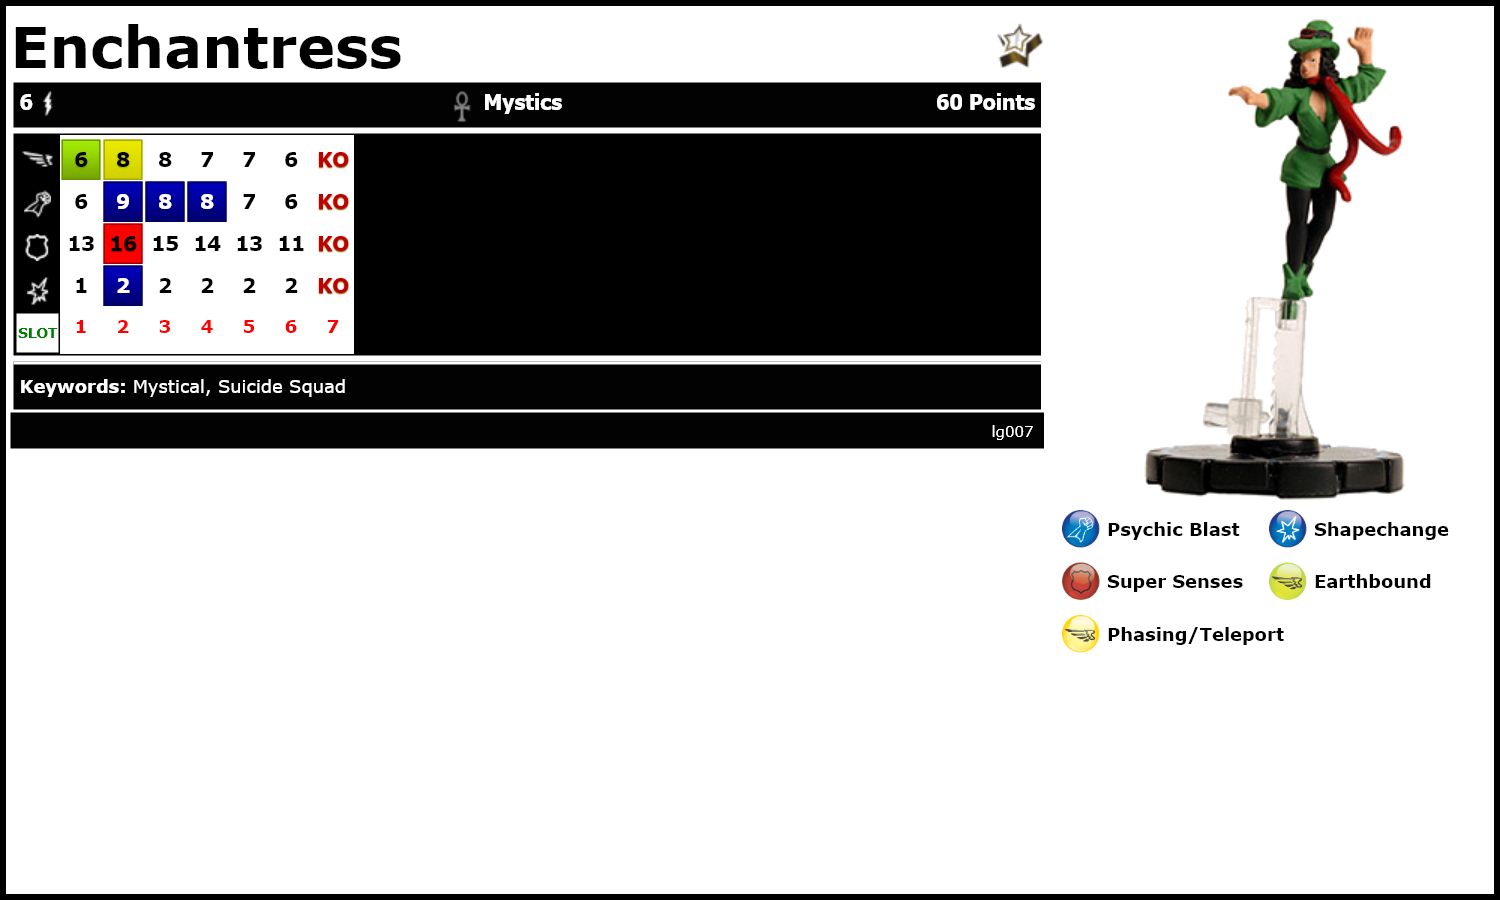 Enchantress
6 Mystics 60 Points
6 8 8 7 7 6 KO
6 9 8 8 7 6 KO
13 16 15 14 13 11 KO
1 2 2 2 2 2 KO
SLOT 1 2 3 4 5 6 7
Keywords: Mystical, Suicide Squad
lg007
Psychic Blast Shapechange
Super Senses Earthbound
Phasing/Teleport